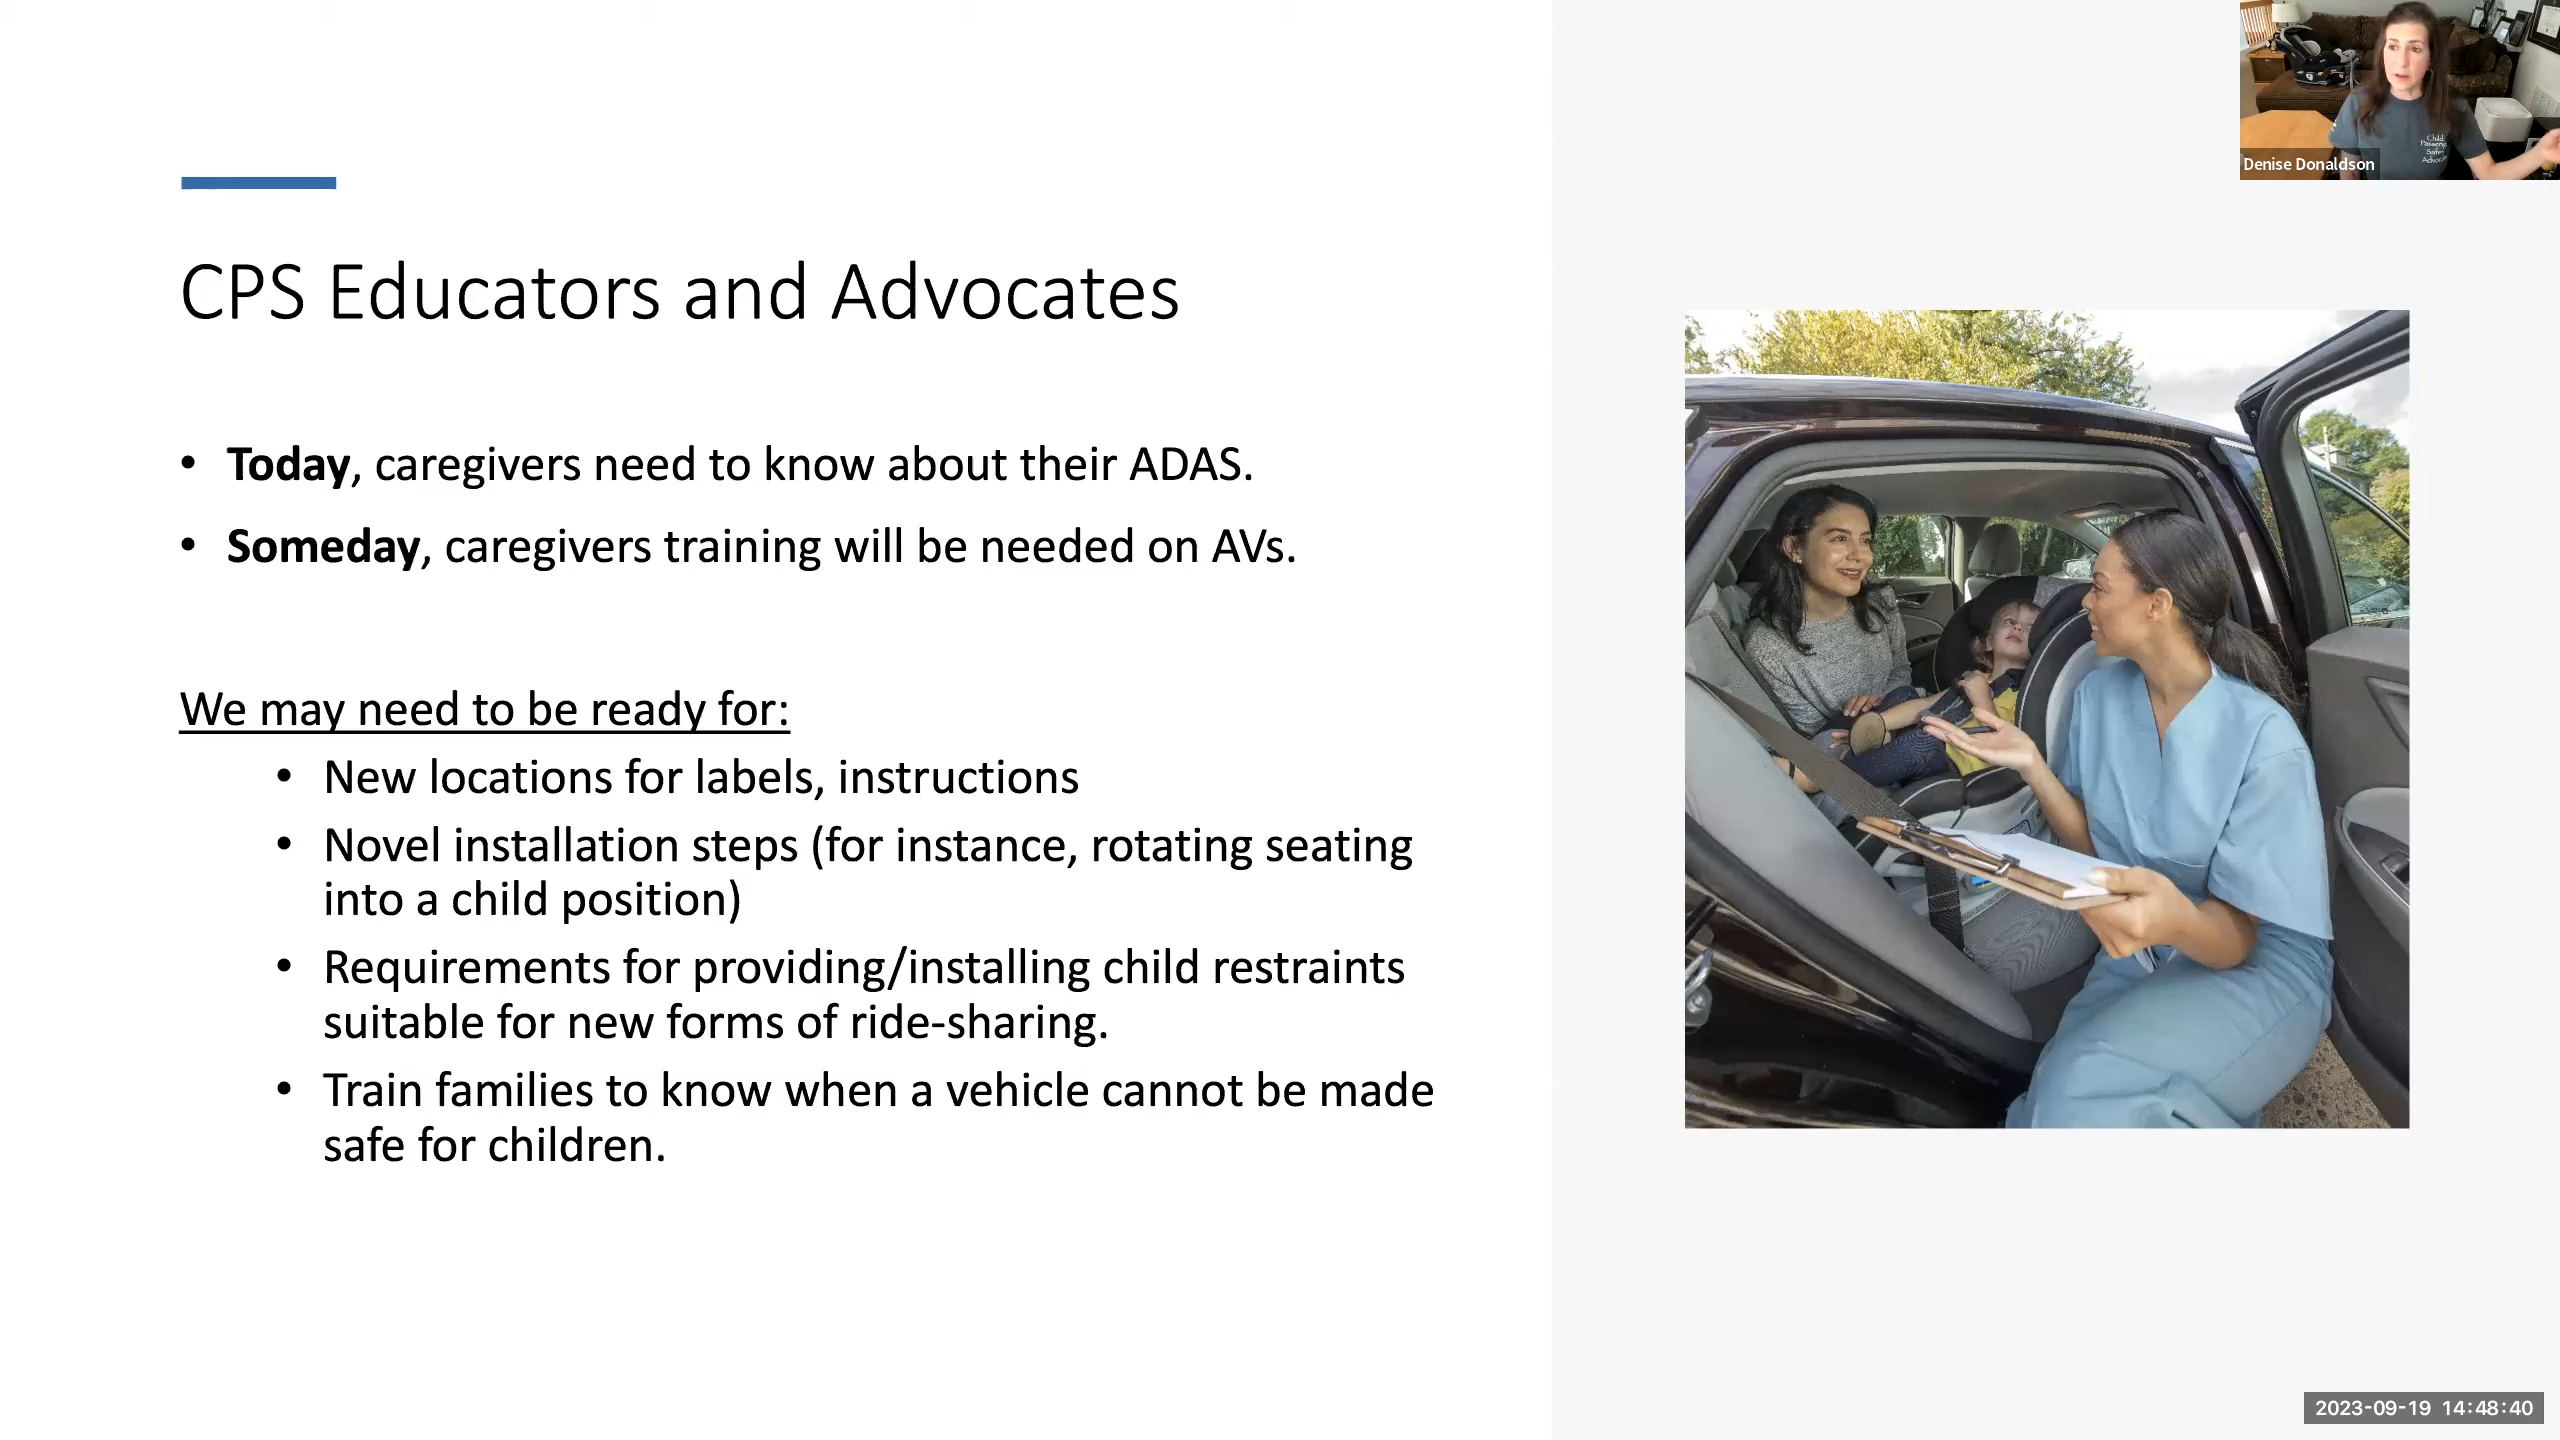 Denise Donaldson
Child
Passenger
Safety
CPS Educators and Advocates
• Today, caregivers need to know about their ADAS.
• Someday, caregivers training will be needed on AVs.
We may need to be ready for:
• New locations for labels, instructions
• Novel installation steps (for instance, rotating seating
into a child position)
• Requirements for providing/installing child restraints
suitable for new forms of ride-sharing.
• Train families to know when a vehicle cannot be made
safe for children.
2023-09-19 14:48:40